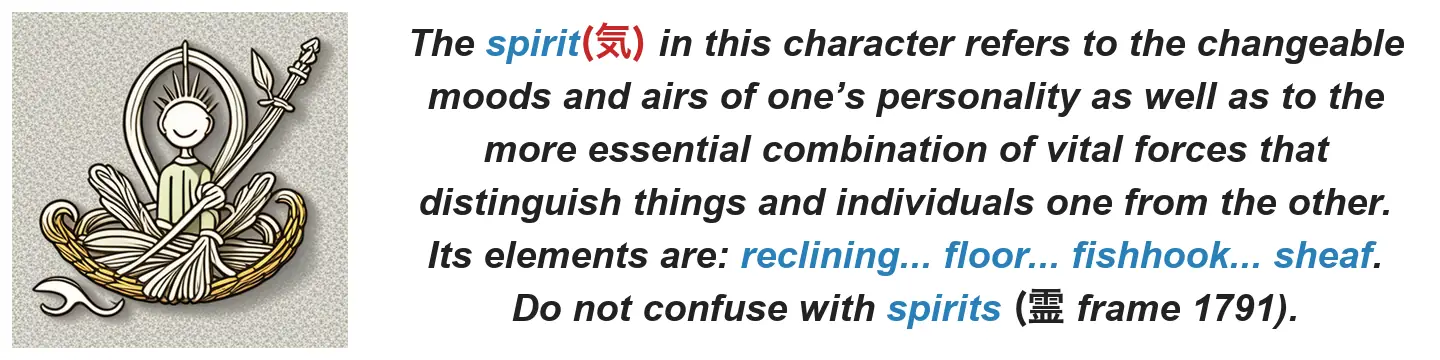 The spirit(気) in this character refers to the changeable
moods and airs of one’s personality as well as to the
more essential combination of vital forces that
distinguish things and individuals one from the other.
Its elements are: reclining... floor... fishhook... sheaf.
Do not confuse with spirits (霊 frame 1791).